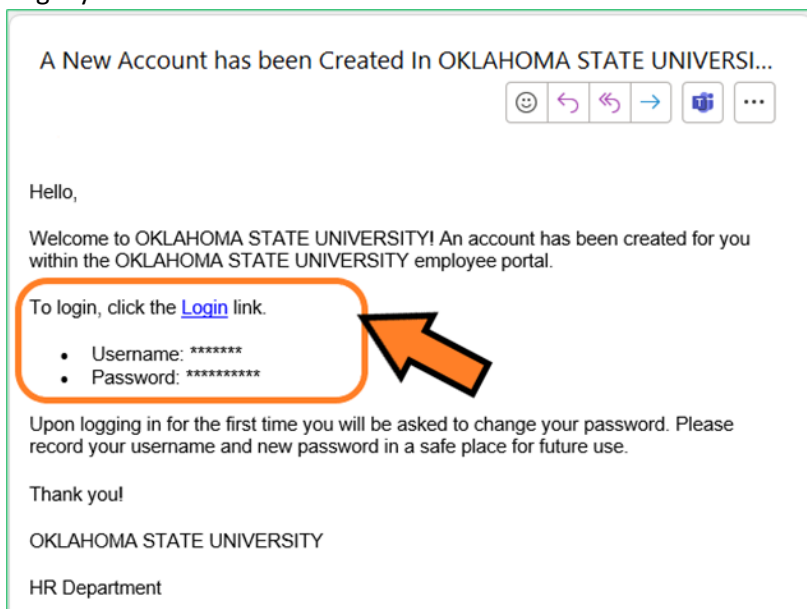 A New Account has been Created In OKLAHOMA STATE UNIVERSI...
Hello,
Welcome to OKLAHOMA STATE UNIVERSITY! An account has been created for you
within the OKLAHOMA STATE UNIVERSITY employee portal.
To login, click the Login link.
• Username: *******
• Password: **********
Upon logging in for the first time you will be asked to change your password. Please
record your username and new password in a safe place for future use.
Thank you!
OKLAHOMA STATE UNIVERSITY
HR Department